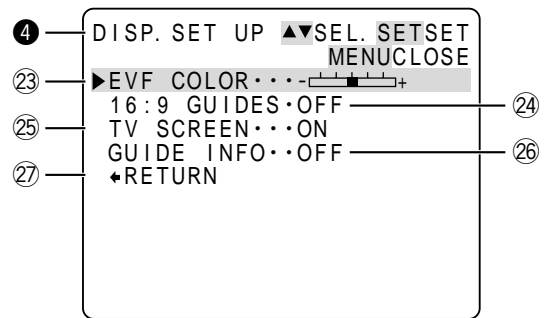 ❹ DISP. SET UP ▲▼SEL. SETSET
MENUCLOSE
㉓ ▶EVF COLOR・・・-+
16:9 GUIDES・OFF ㉔
㉕ TV SCREEN・・・ON
GUIDE INFO・・OFF ㉖
㉗ ←RETURN